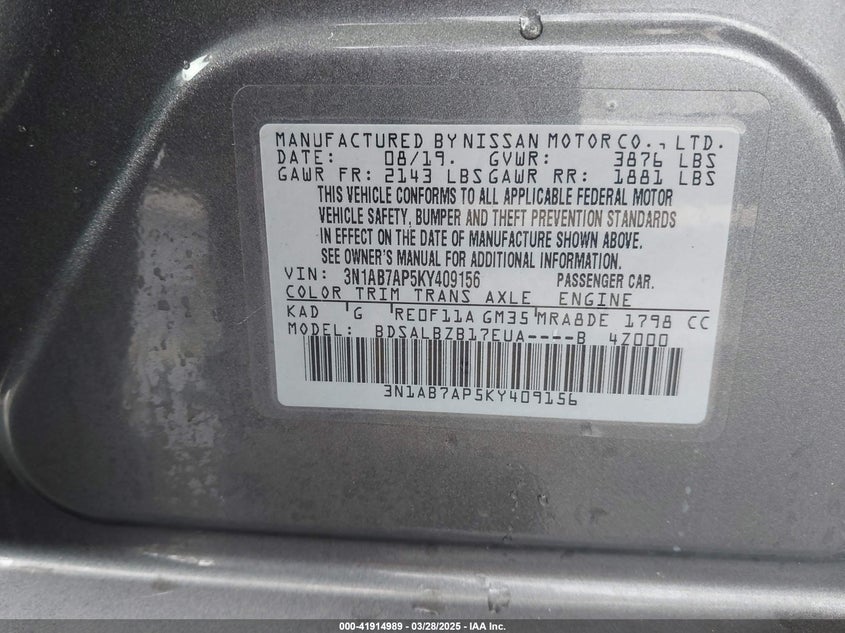 MANUFACTURED BY NISSAN MOTOR CO., LTD.
DATE: 08/19. GVWR: 3876 LBS
GAWR FR: 2143 LBS GAWR RR: 1881 LBS
THIS VEHICLE CONFORMS TO ALL APPLICABLE FEDERAL MOTOR
VEHICLE SAFETY, BUMPER AND THEFT PREVENTION STANDARDS
IN EFFECT ON THE DATE OF MANUFACTURE SHOWN ABOVE.
SEE OWNER'S MANUAL FOR ADDITIONAL INFORMATION.
VIN: 3N1AB7AP5KY409156 PASSENGER CAR.
COLOR TRIM TRANS AXLE ENGINE
KAD G RE0F11A GM35 MRA8DE 1798 CC
MODEL: BDSALBZB17EUA----B 4Z000
3N1AB7AP5KY409156
000-41914989 - 03/28/2025 - IAA Inc.